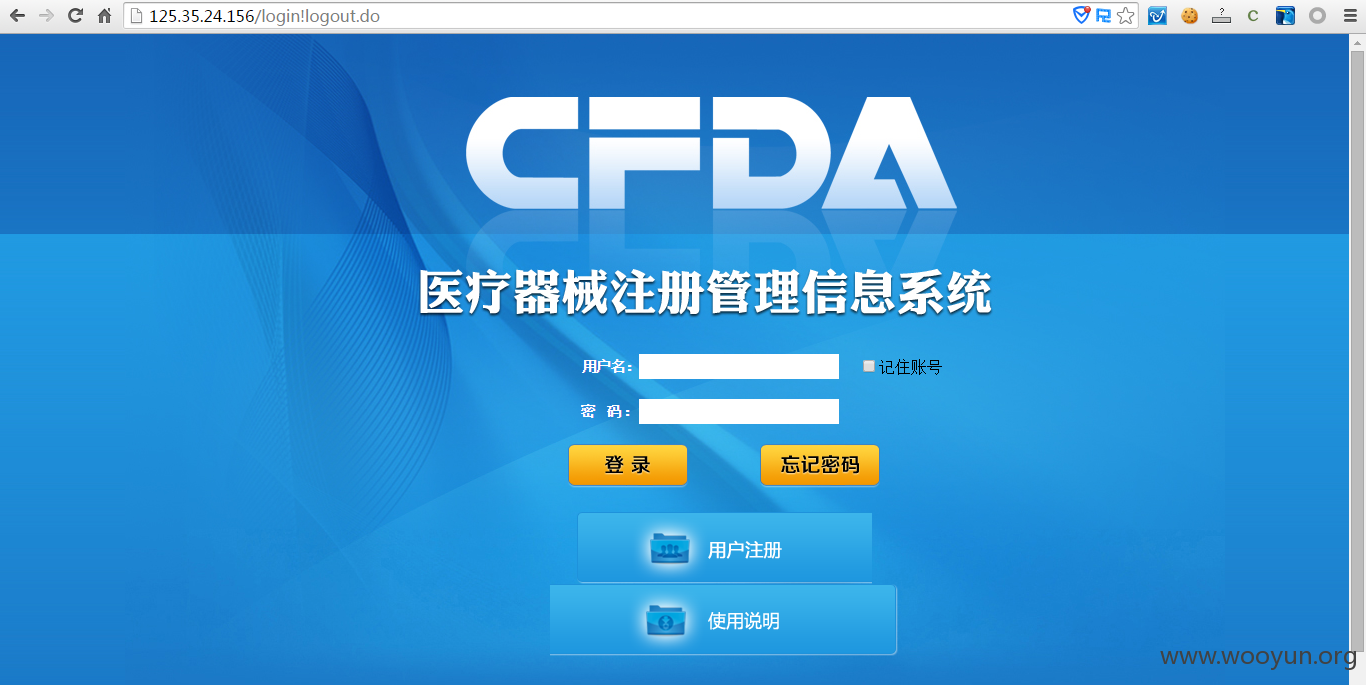 125.35.24.156/login!logout.do
CFDA
医疗器械注册管理信息系统
用户名：
记住账号
密 码：
登 录
忘记密码
用户注册
使用说明
www.wooyun.org